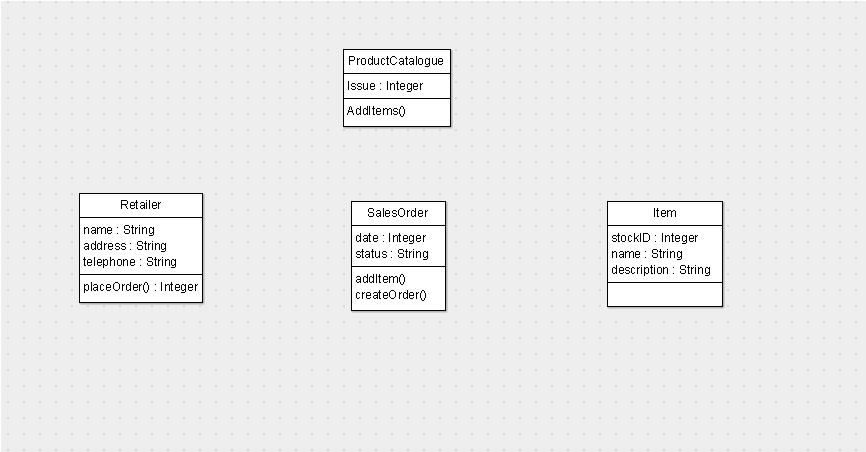 ProductCatalogue
Issue : Integer
AddItems()
Retailer
name : String
address : String
telephone : String
placeOrder() : Integer
SalesOrder
date : Integer
status : String
addItem()
createOrder()
Item
stockID : Integer
name : String
description : String